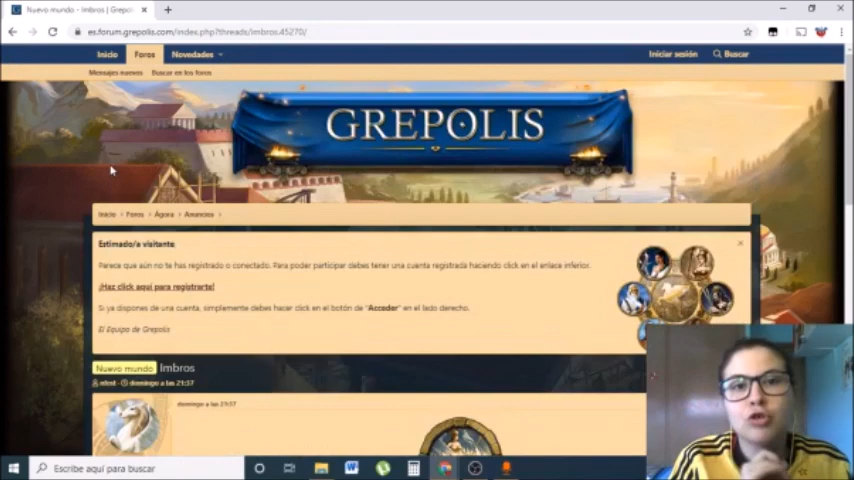 Nuevo mundo - Imbros | Grepol
es.forum.grepolis.com/index.php?threads/imbros.45270/
Inicio Foros Novedades Iniciar sesión Buscar
Mensajes nuevos Buscar en los foros
GREPOLIS
Inicio Foros Ágora Anuncios
Estimado/a visitante
Parece que aún no te has registrado o conectado. Para poder participar debes tener una cuenta registrada haciendo click en el enlace inferior.
¡Haz click aquí para registrarte!
Si ya dispones de una cuenta, simplemente debes hacer click en el botón de "Acceder" en el lado derecho.
El Equipo de Grepolis
Nuevo mundo Imbros
domingo a las 21:37
domingo a las 21:37
Escribe aquí para buscar